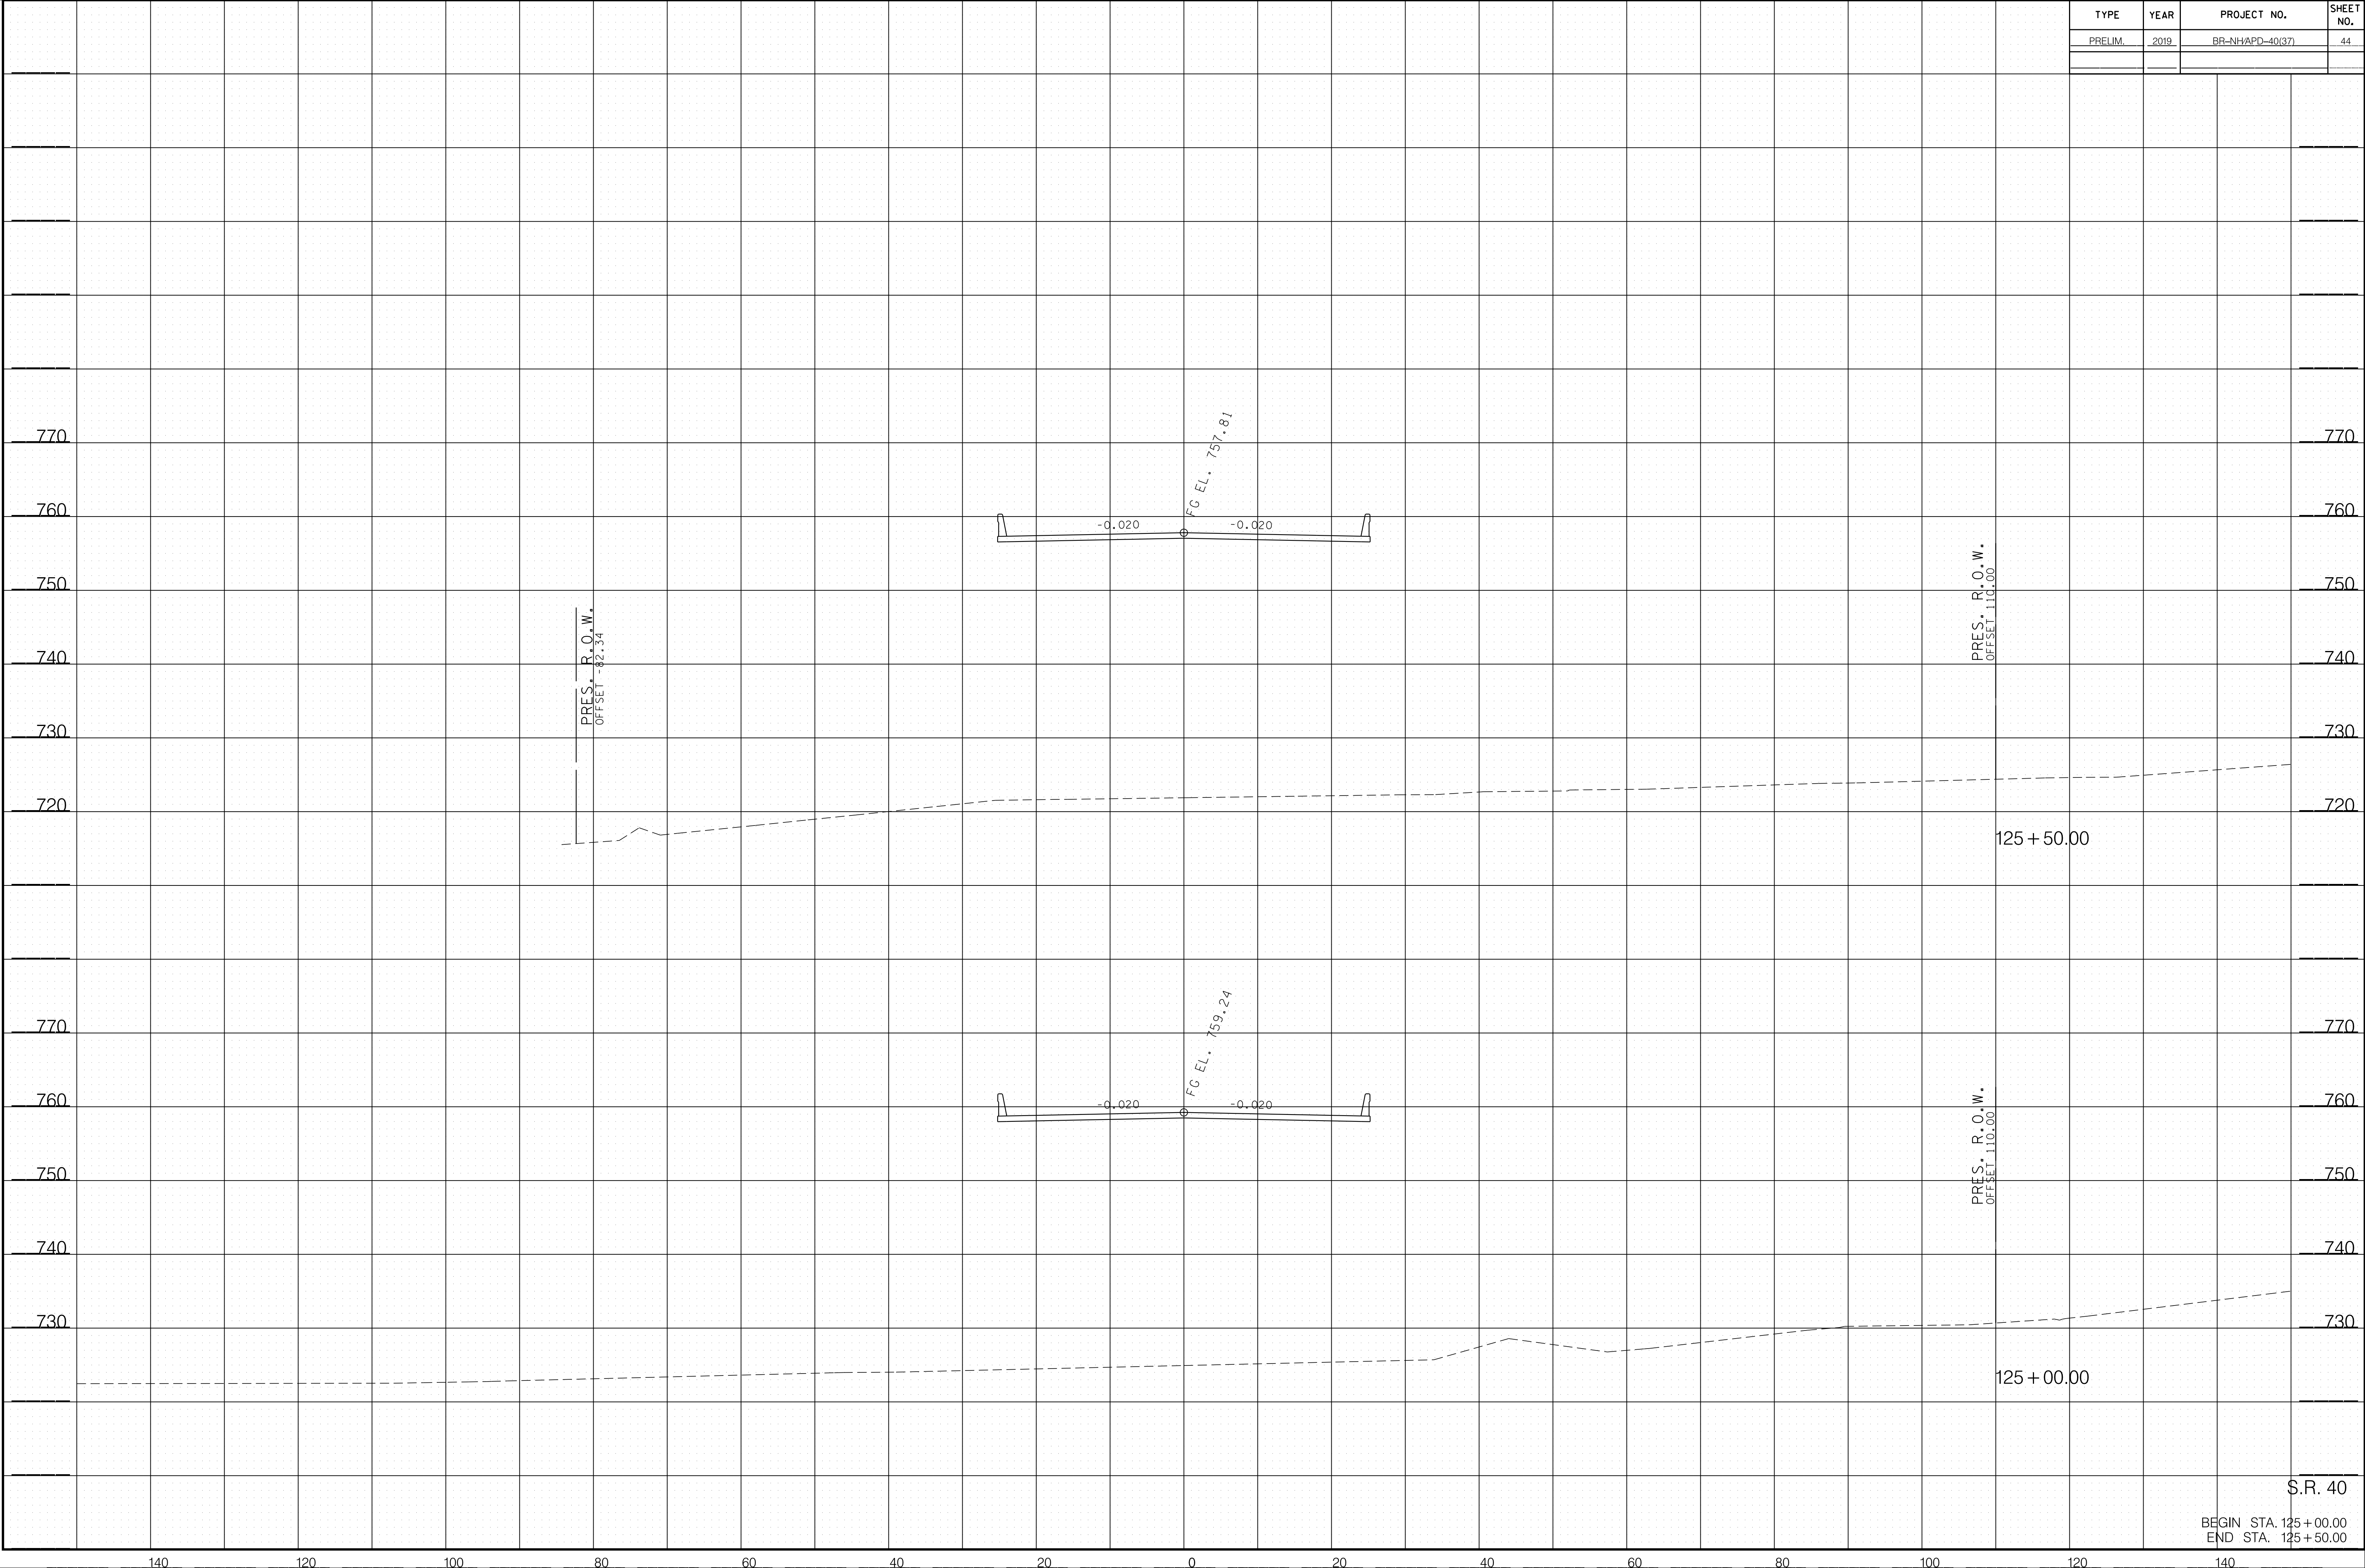 TYPE YEAR PROJECT NO. SHEET NO.
PRELIM. 2019 BR-NH/APD-40(37) 44
770 770
FG EL. 757.81
760 760
-0.020 -0.020
750 750
PRES. R.O.W.
OFFSET -82.34
PRES. R.O.W.
OFFSET 110.00
740 740
730 730
720 720
125+50.00
770 770
FG EL. 759.24
760 760
-0.020 -0.020
PRES. R.O.W.
OFFSET 110.00
750 750
740 740
730 730
125+00.00
S.R. 40
BEGIN STA. 125+00.00
END STA. 125+50.00
140 120 100 80 60 40 20 0 20 40 60 80 100 120 140